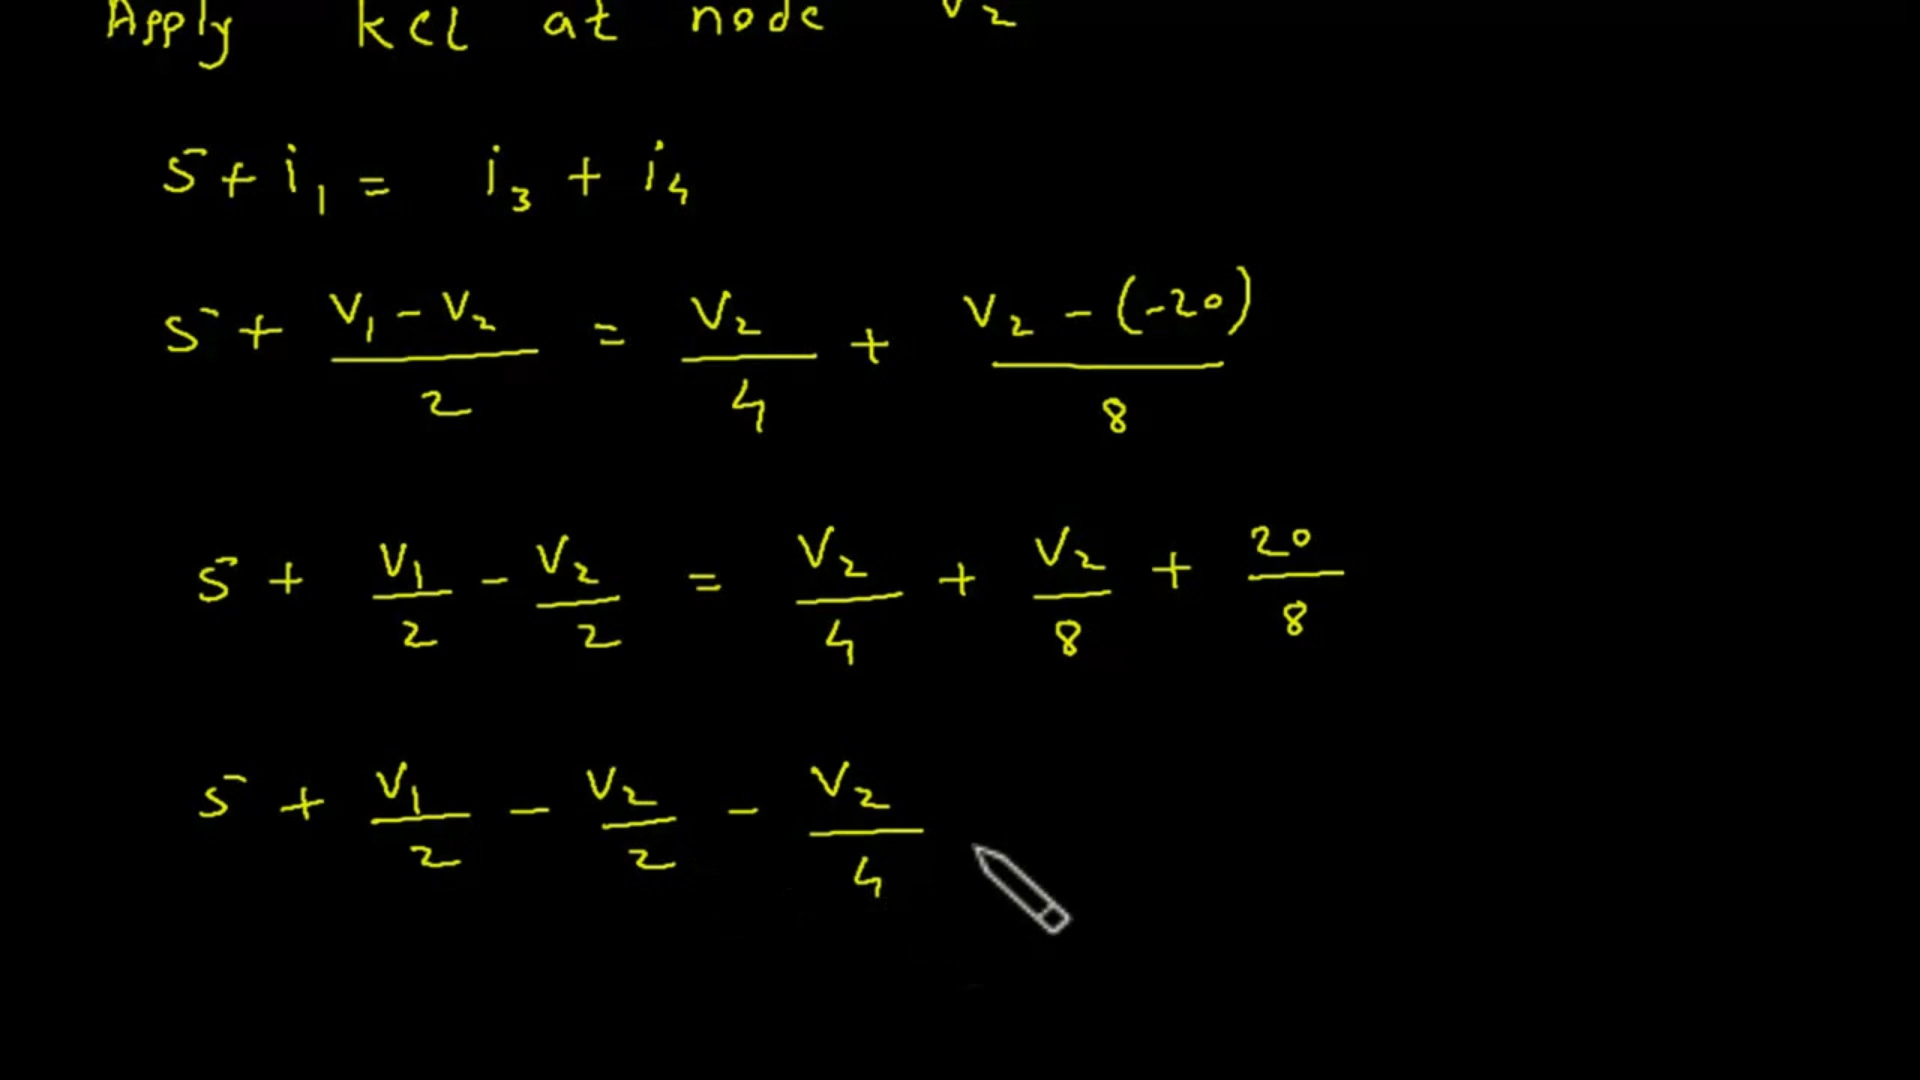 Apply kcl at node V₂
5 + i₁ = i₃ + i₄
5 + (V₁ - V₂)/2 = V₂/4 + (V₂ - (-20))/8
5 + V₁/2 - V₂/2 = V₂/4 + V₂/8 + 20/8
5 + V₁/2 - V₂/2 - V₂/4